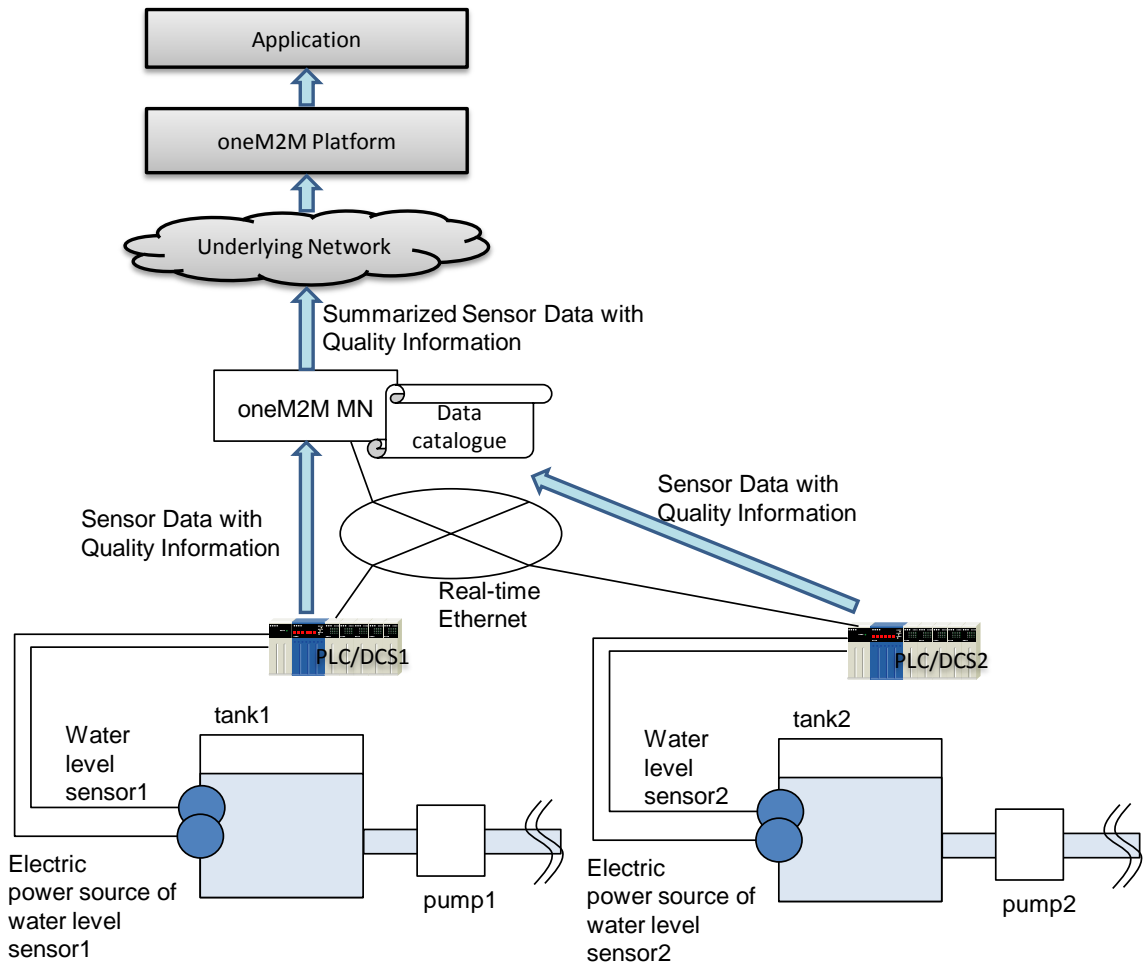 Application
oneM2M Platform
Underlying Network
Summarized Sensor Data with
Quality Information
oneM2M MN
Data
catalogue
Sensor Data with
Quality Information
Sensor Data with
Quality Information
Real-time
Ethernet
PLC/DCS1
PLC/DCS2
tank1
Water
level
sensor1
Electric
power source of
water level
sensor1
pump1
tank2
Water
level
sensor2
Electric
power source of
water level
sensor2
pump2